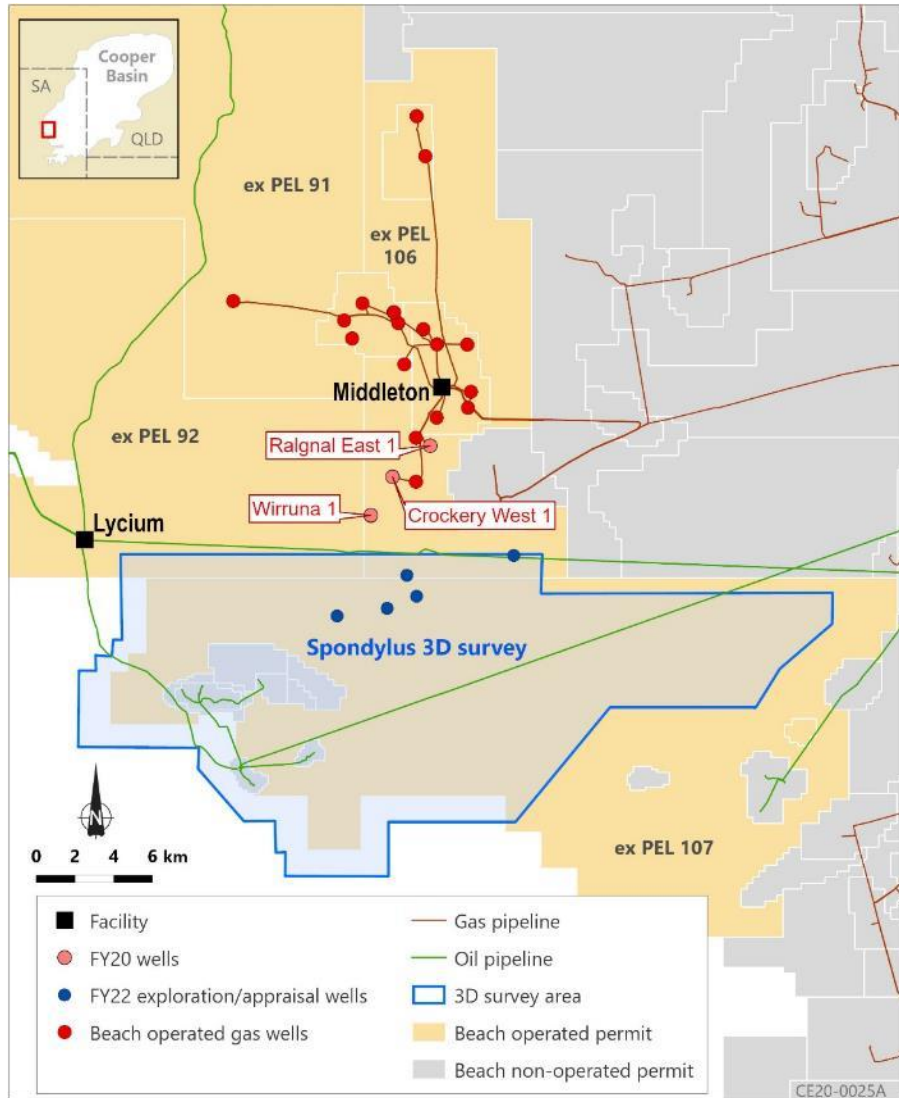 Cooper
Basin
SA
QLD
ex PEL 91
ex PEL
106
Middleton
ex PEL 92
Ralgnal East 1
Wirruna 1
Crockery West 1
Lycium
Spondylus 3D survey
N
0 2 4 6 km
ex PEL 107
Facility
FY20 wells
FY22 exploration/appraisal wells
Beach operated gas wells
Gas pipeline
Oil pipeline
3D survey area
Beach operated permit
Beach non-operated permit
CE20-0025A